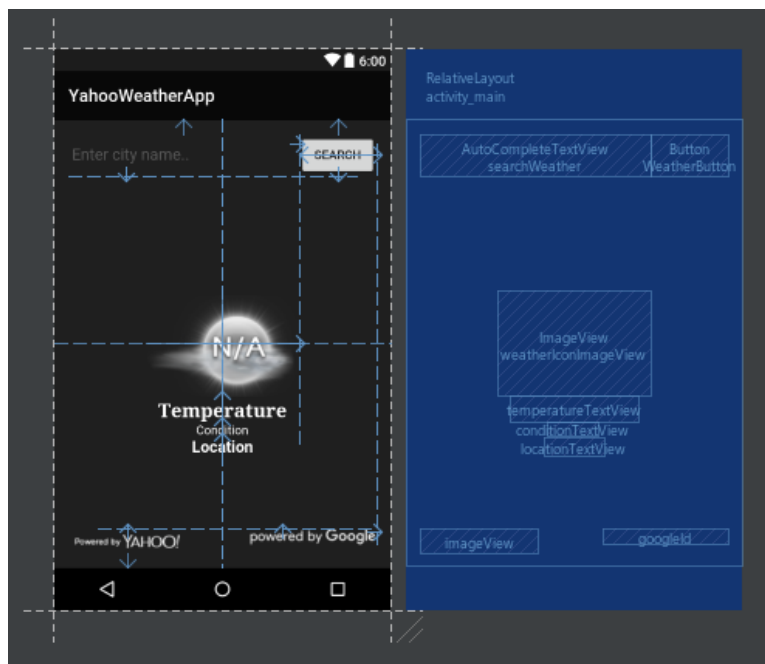 6:00
YahooWeatherApp
Enter city name..
SEARCH
N/A
Temperature
Condition
Location
Powered by YAHOO!
powered by Google
RelativeLayout
activity_main
AutoCompleteTextView
searchWeather
Button
WeatherButton
ImageView
weatherIconImageView
temperatureTextView
conditionTextView
locationTextView
imageView
googleId